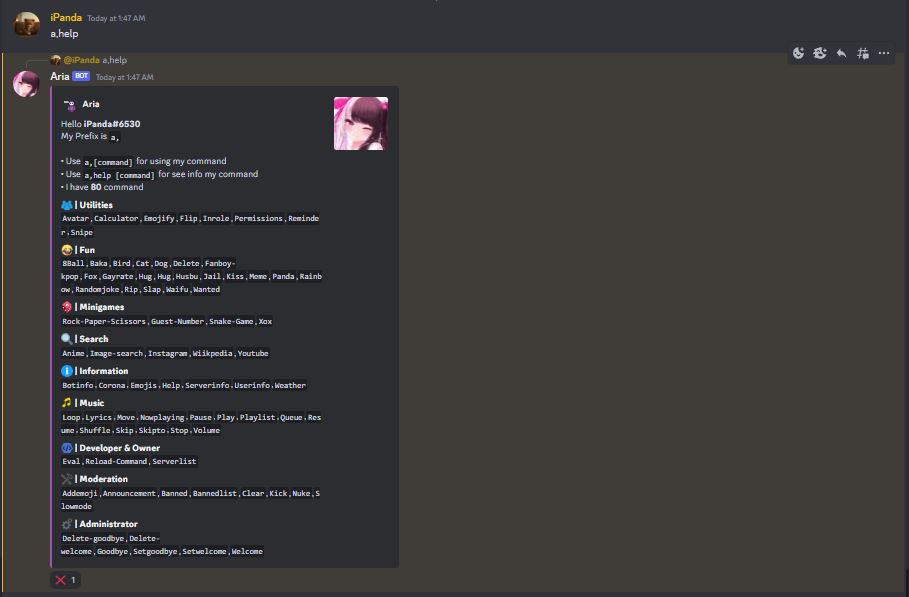 iPanda Today at 1:47 AM
a,help
@iPanda a,help
Aria BOT Today at 1:47 AM
Aria
Hello iPanda#6530
My Prefix is a,
• Use a,[command] for using my command
• Use a,help [command] for see info my command
• I have 80 command
| Utilities
Avatar,Calculator,Emojify,Flip,Inrole,Permissions,Reminde
r,Snipe
| Fun
8Ball,Baka,Bird,Cat,Dog,Delete,Fanboy-
kpop,Fox,Gayrate,Hug,Hug,Husbu,Jail,Kiss,Meme,Panda,Rainb
ow,Randomjoke,Rip,Slap,Waifu,Wanted
| Minigames
Rock-Paper-Scissors,Guest-Number,Snake-Game,Xox
| Search
Anime,Image-search,Instagram,Wiikpedia,Youtube
| Information
Botinfo,Corona,Emojis,Help,Serverinfo,Userinfo,Weather
| Music
Loop,Lyrics,Move,Nowplaying,Pause,Play,Playlist,Queue,Res
ume,Shuffle,Skip,Skipto,Stop,Volume
| Developer & Owner
Eval,Reload-Command,Serverlist
| Moderation
Addemoji,Announcement,Banned,Bannedlist,Clear,Kick,Nuke,S
lowmode
| Administrator
Delete-goodbye,Delete-
welcome,Goodbye,Setgoodbye,Setwelcome,Welcome
1